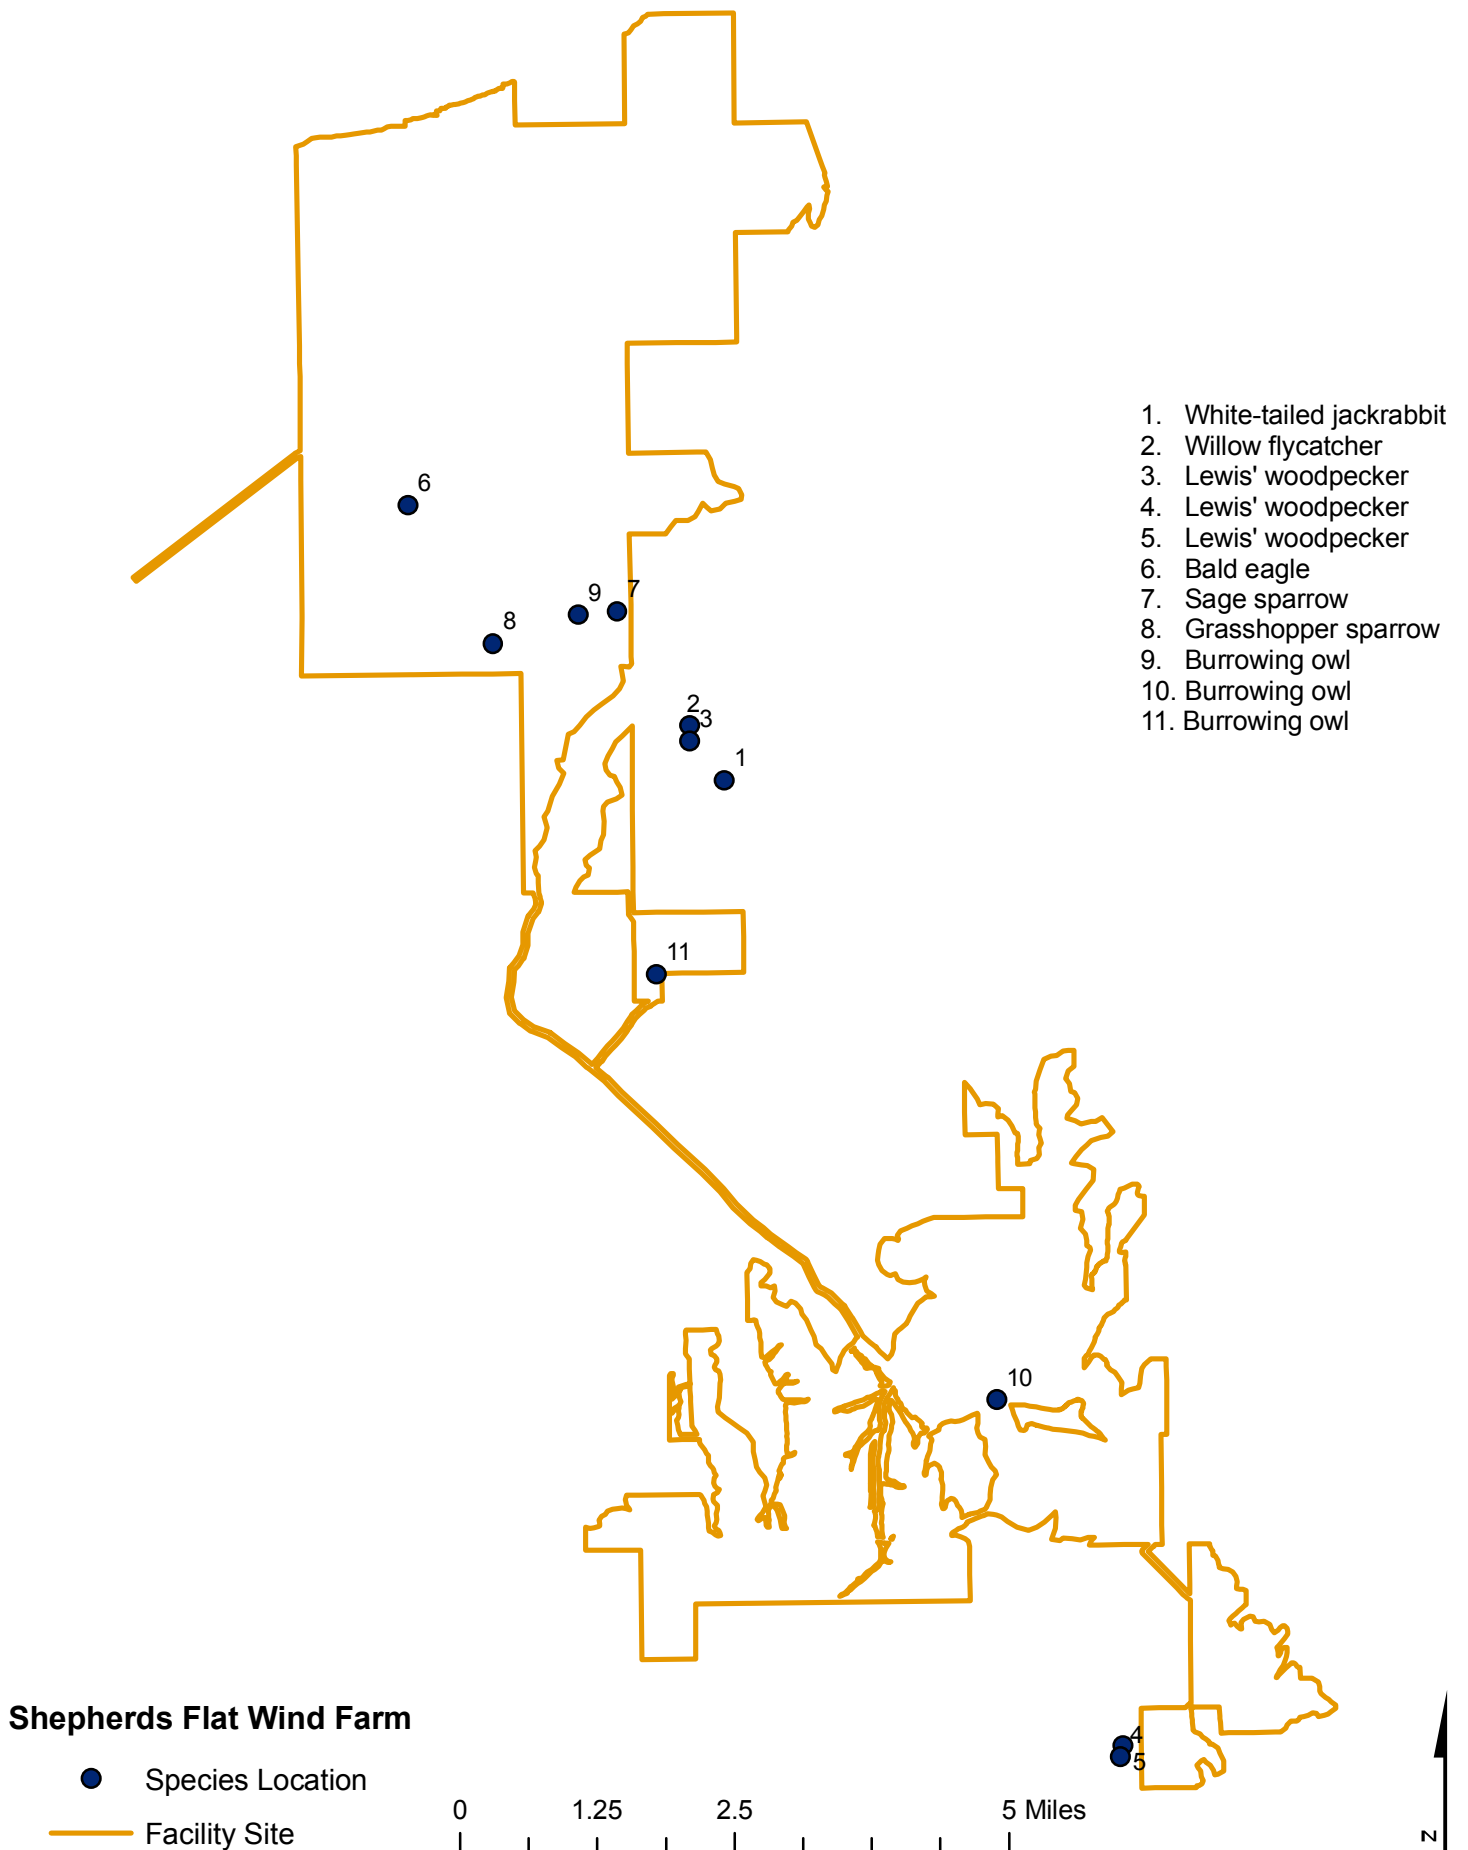 6
9
7
8
2
3
1
11
10
4
5
1. White-tailed jackrabbit
2. Willow flycatcher
3. Lewis' woodpecker
4. Lewis' woodpecker
5. Lewis' woodpecker
6. Bald eagle
7. Sage sparrow
8. Grasshopper sparrow
9. Burrowing owl
10. Burrowing owl
11. Burrowing owl
Shepherds Flat Wind Farm
Species Location
Facility Site
0 1.25 2.5 5 Miles
N